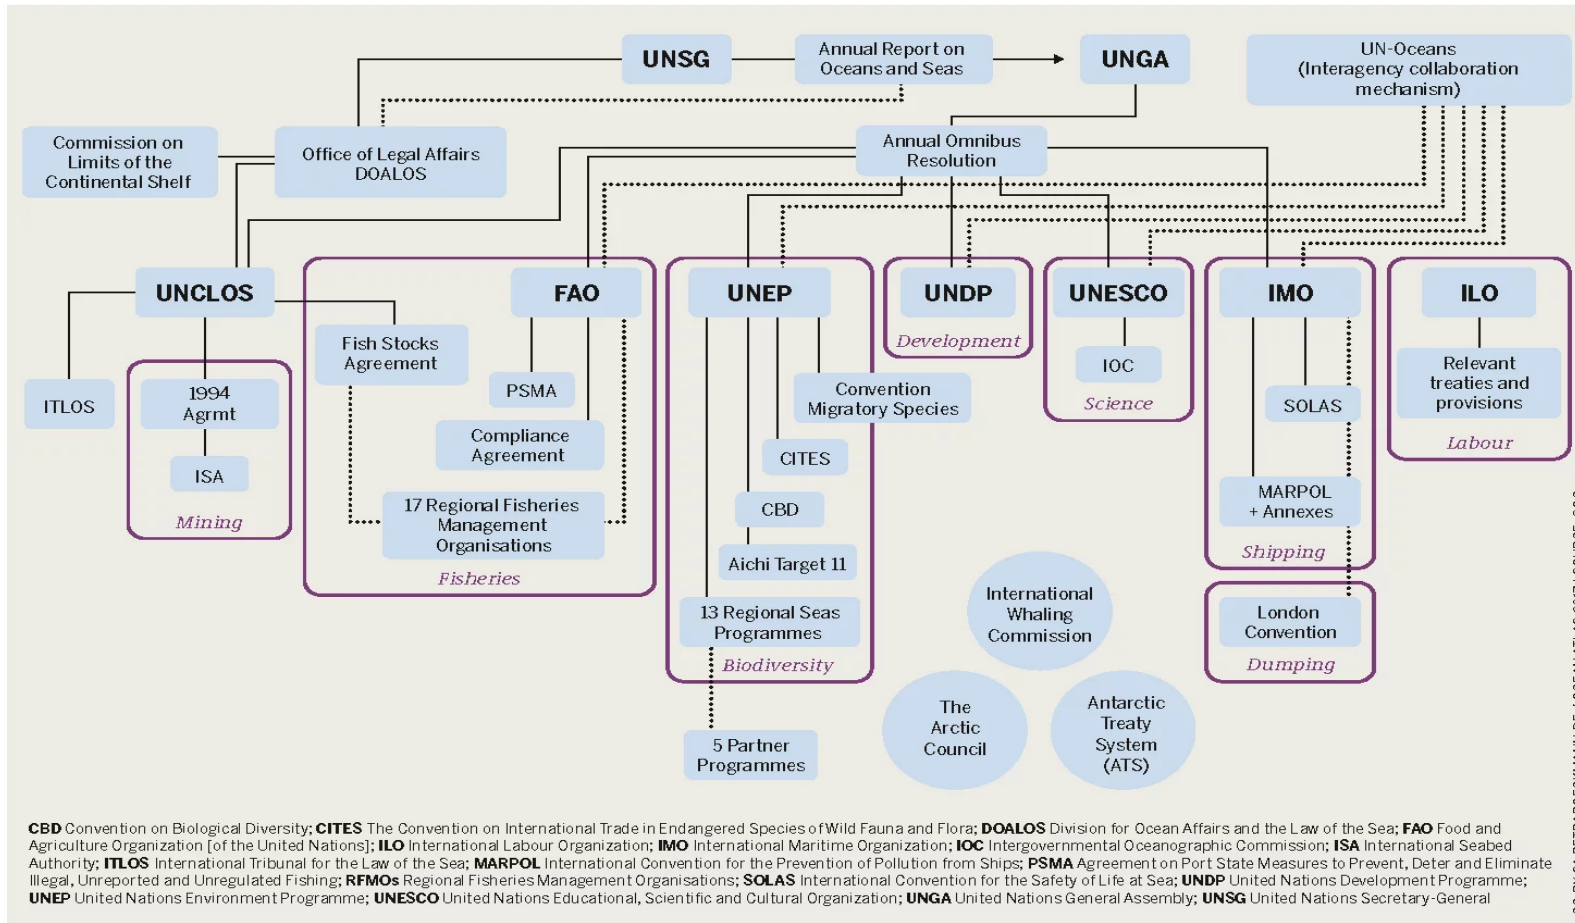 UNSG
Annual Report on
Oceans and Seas
UNGA
UN-Oceans
(Interagency collaboration
mechanism)
Commission on
Limits of the
Continental Shelf
Office of Legal Affairs
DOALOS
Annual Omnibus
Resolution
UNCLOS
FAO
UNEP
UNDP
UNESCO
IMO
ILO
Development
Fish Stocks
Agreement
ITLOS
1994
Agrmt
ISA
Mining
PSMA
Compliance
Agreement
17 Regional Fisheries
Management
Organisations
Fisheries
Convention
Migratory Species
CITES
CBD
Aichi Target 11
13 Regional Seas
Programmes
Biodiversity
5 Partner
Programmes
IOC
Science
SOLAS
MARPOL
+ Annexes
Shipping
London
Convention
Dumping
Relevant
treaties and
provisions
Labour
International
Whaling
Commission
The
Arctic
Council
Antarctic
Treaty
System
(ATS)
CBD Convention on Biological Diversity; CITES The Convention on International Trade in Endangered Species of Wild Fauna and Flora; DOALOS Division for Ocean Affairs and the Law of the Sea; FAO Food and
Agriculture Organization [of the United Nations]; ILO International Labour Organization; IMO International Maritime Organization; IOC Intergovernmental Oceanographic Commission; ISA International Seabed
Authority; ITLOS International Tribunal for the Law of the Sea; MARPOL International Convention for the Prevention of Pollution from Ships; PSMA Agreement on Port State Measures to Prevent, Deter and Eliminate
Illegal, Unreported and Unregulated Fishing; RFMOs Regional Fisheries Management Organisations; SOLAS International Convention for the Safety of Life at Sea; UNDP United Nations Development Programme;
UNEP United Nations Environment Programme; UNESCO United Nations Educational, Scientific and Cultural Organization; UNGA United Nations General Assembly; UNSG United Nations Secretary-General